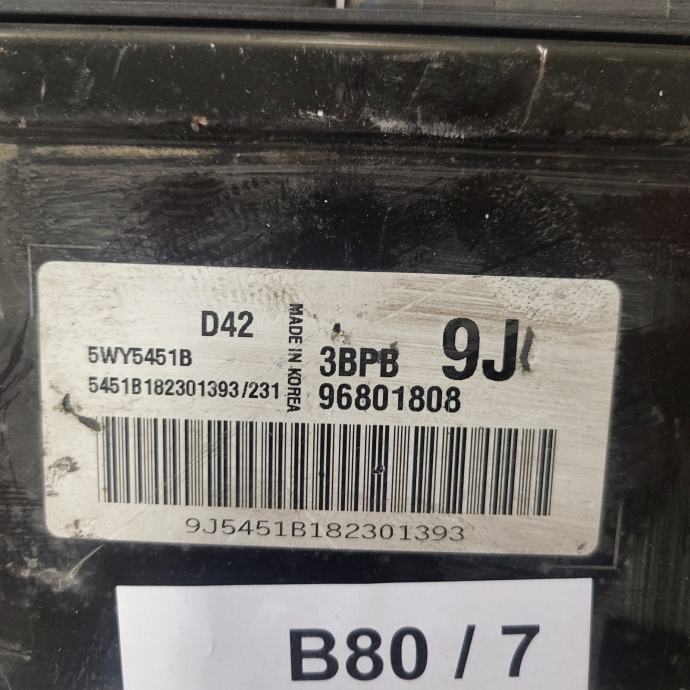 D42
5WY5451B
5451B182301393/231
MADE IN KOREA
3BPB 9J
96801808
9J5451B182301393
B80 / 7